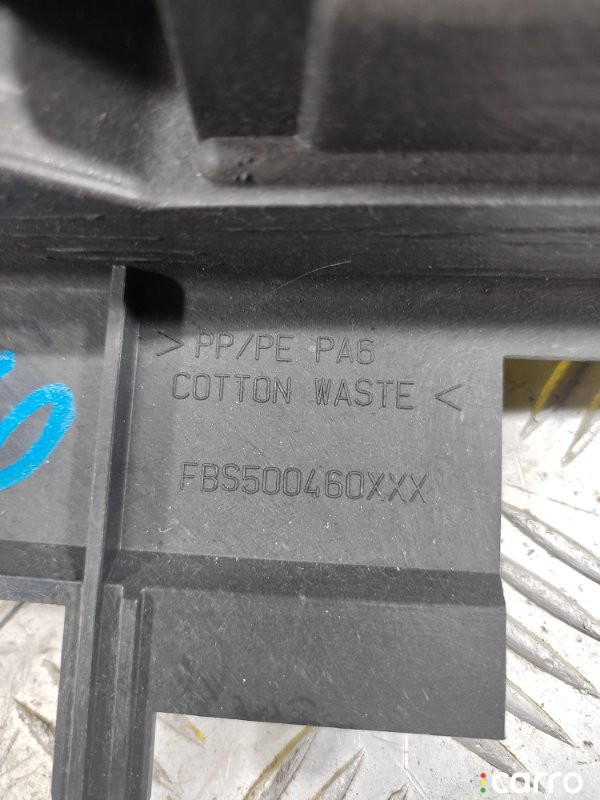 > PP/PE PA6
COTTON WASTE <
FBS500460XXX
carro